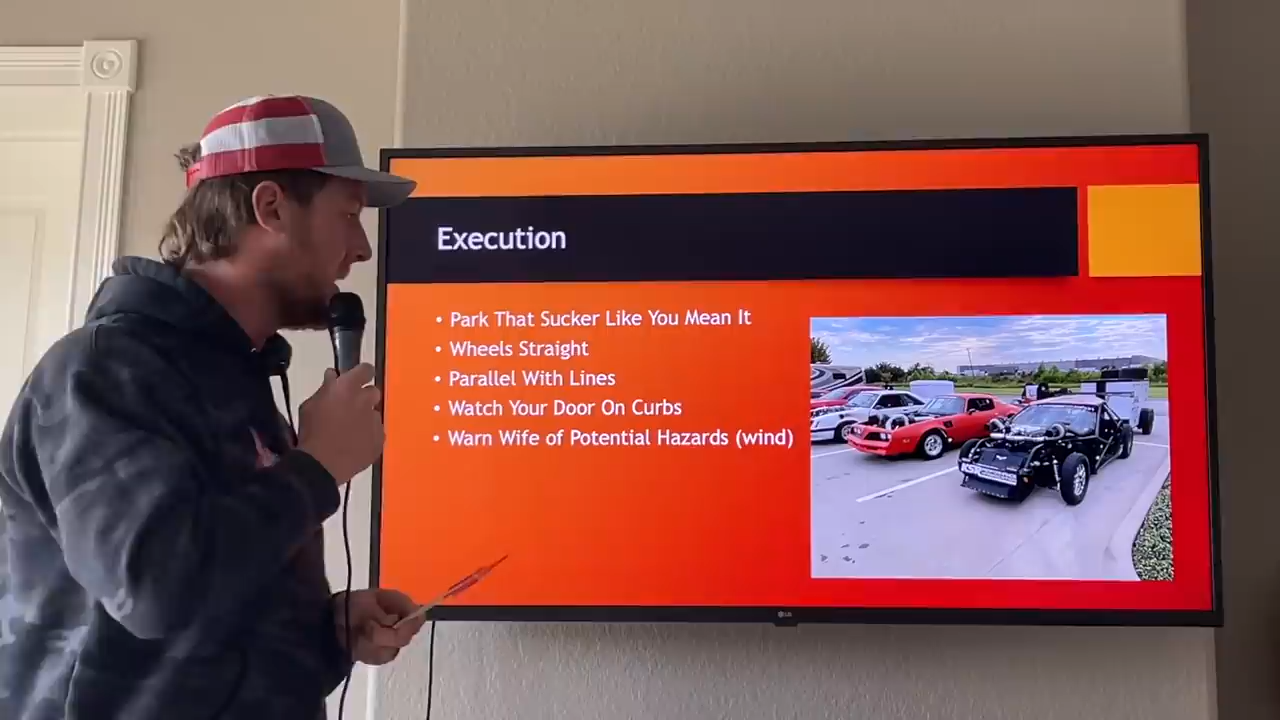 Execution
• Park That Sucker Like You Mean It
• Wheels Straight
• Parallel With Lines
• Watch Your Door On Curbs
• Warn Wife of Potential Hazards (wind)
LG